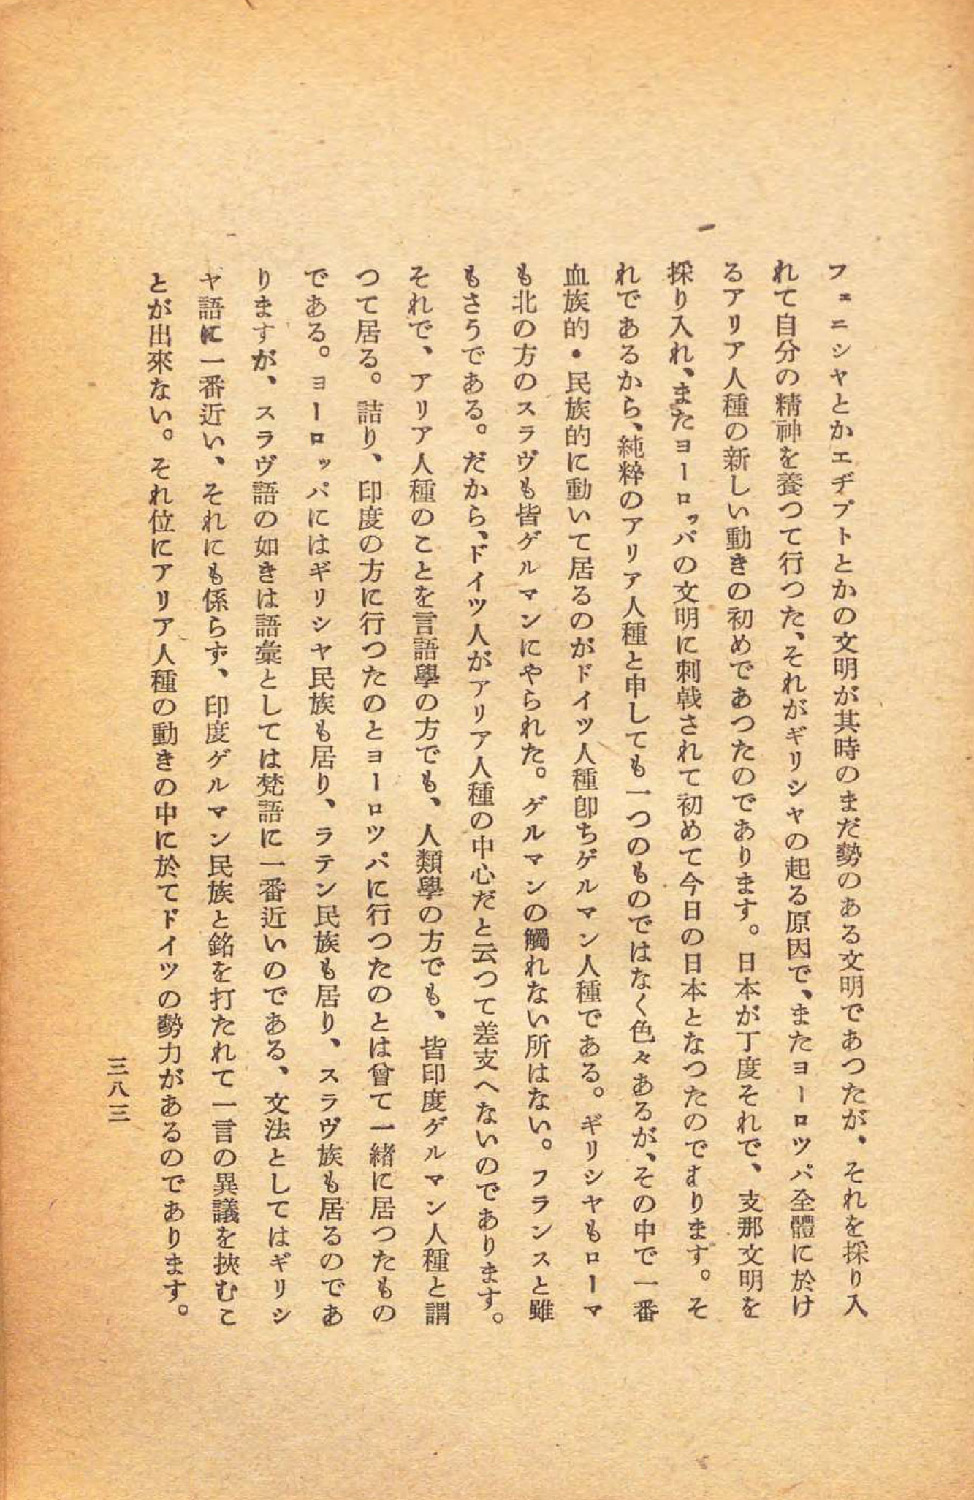 フェニシヤとかエヂプトとかの文明が其時のまだ勢のある文明であつたが、それを採り入
れて自分の精神を養つて行つた、それがギリシヤの起る原因で、またヨーロツパ全體に於け
るアリア人種の新しい動きの初めであつたのであります。日本が丁度それで、支那文明を
採り入れ、またヨーロッパの文明に刺戟されて初めて今日の日本となつたのでまります。そ
れであるから、純粹のアリア人種と申しても一つのものではなく色々あるが、その中で一番
血族的・民族的に動いて居るのがドイツ人種卽ちゲルマン人種である。ギリシヤもローマ
も北の方のスラヴも皆ゲルマンにやられた。ゲルマンの觸れない所はない。フランスと雖
もさうである。だから、ドイツ人がアリア人種の中心だと云つて差支へないのであります。
それで、アリア人種のことを言語學の方でも、人類學の方でも、皆印度ゲルマン人種と謂
つて居る。詰り、印度の方に行つたのとヨーロツパに行つたのとは曾て一緒に居つたもの
である。ヨーロッパにはギリシヤ民族も居り、ラテン民族も居り、スラヴ族も居るのであ
りますが、スラヴ語の如きは語彙としては梵語に一番近いのである、文法としてはギリシ
ヤ語に一番近い、それにも係らず、印度ゲルマン民族と銘を打たれて一言の異議を挾むこ
とが出來ない。それ位にアリア人種の動きの中に於てドイツの勢力があるのであります。
三八三